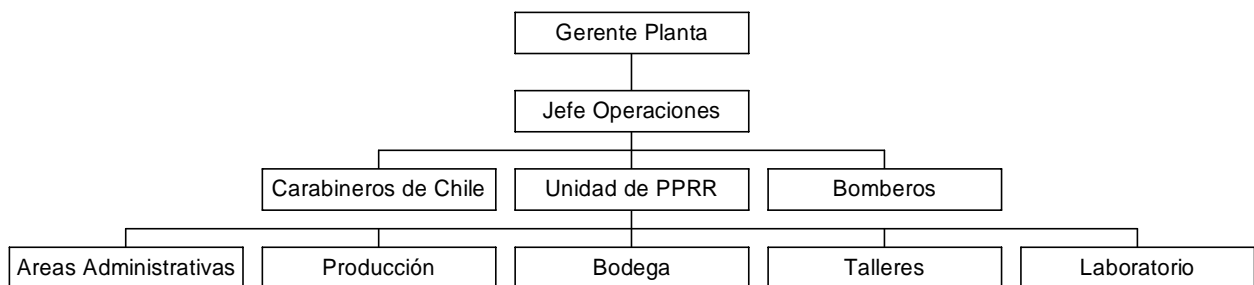 Gerente Planta
Jefe Operaciones
Carabineros de Chile
Unidad de PPRR
Bomberos
Areas Administrativas
Producción
Bodega
Talleres
Laboratorio